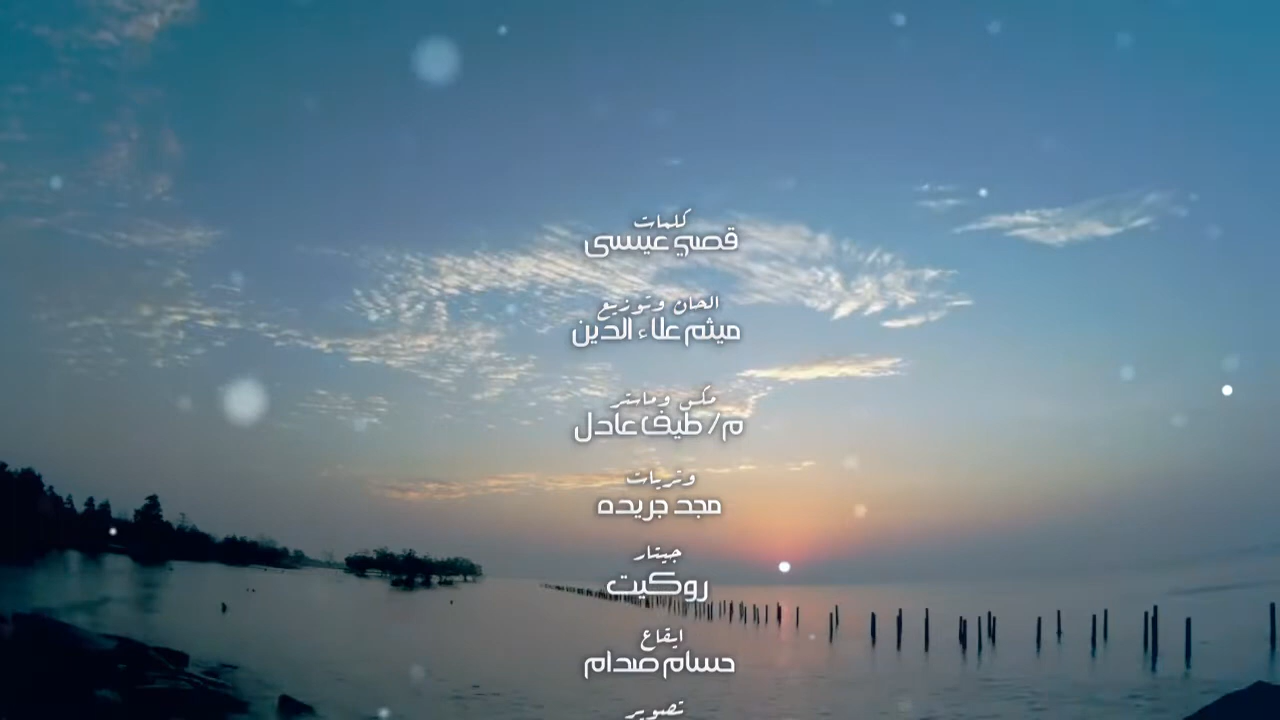 كلمات
قصي عيسى
الحان وتوزيع
ميثم علاء الدين
مكس وماستر
م/ طيف عادل
وتريات
مجد جريده
جيتار
روكيت
ايقاع
حسام صدام
تصوير